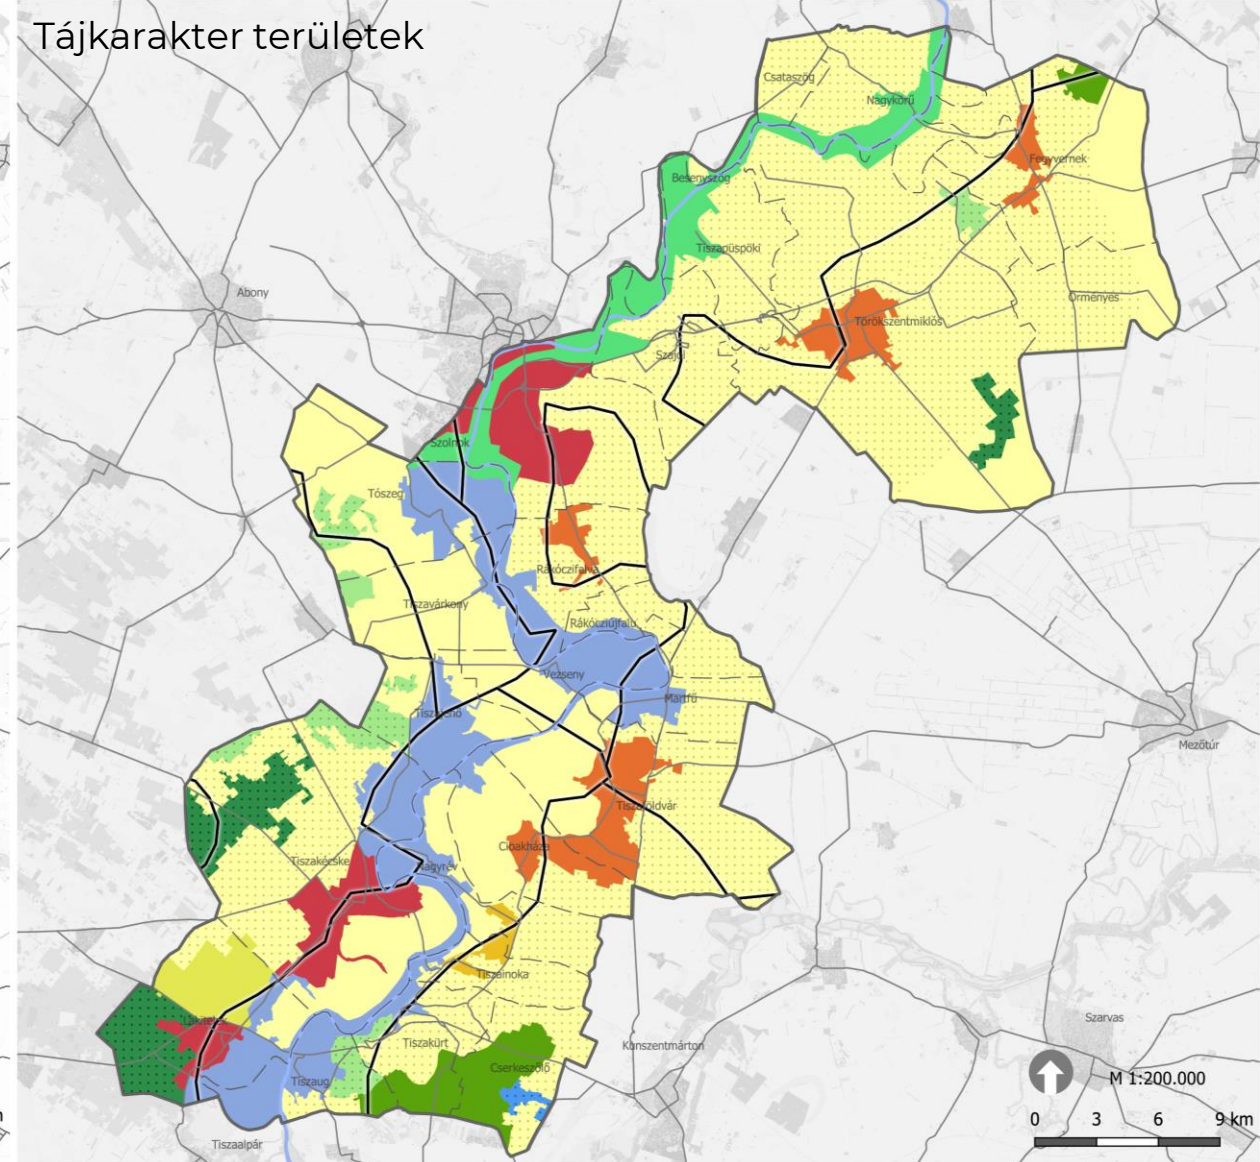 Tájkarakter területek
Csataszög
Nagykörű
Fegyvernek
Besenyszög
Tiszapüspöki
Abony
Örményes
Törökszentmiklós
Szajol
Szolnok
Tószeg
Rákóczifalva
Tiszavárkony
Rákócziújfalu
Vezseny
Martfű
Tiszajenő
Mezőtúr
Tiszaföldvár
Cibakháza
Tiszakécske
Nagyrév
Tiszainoka
Lakitelek
Szarvas
Tiszakürt
Kunszentmárton
Cserkeszőlő
Tiszaug
M 1:200.000
0 3 6 9 km
Tiszaalpár